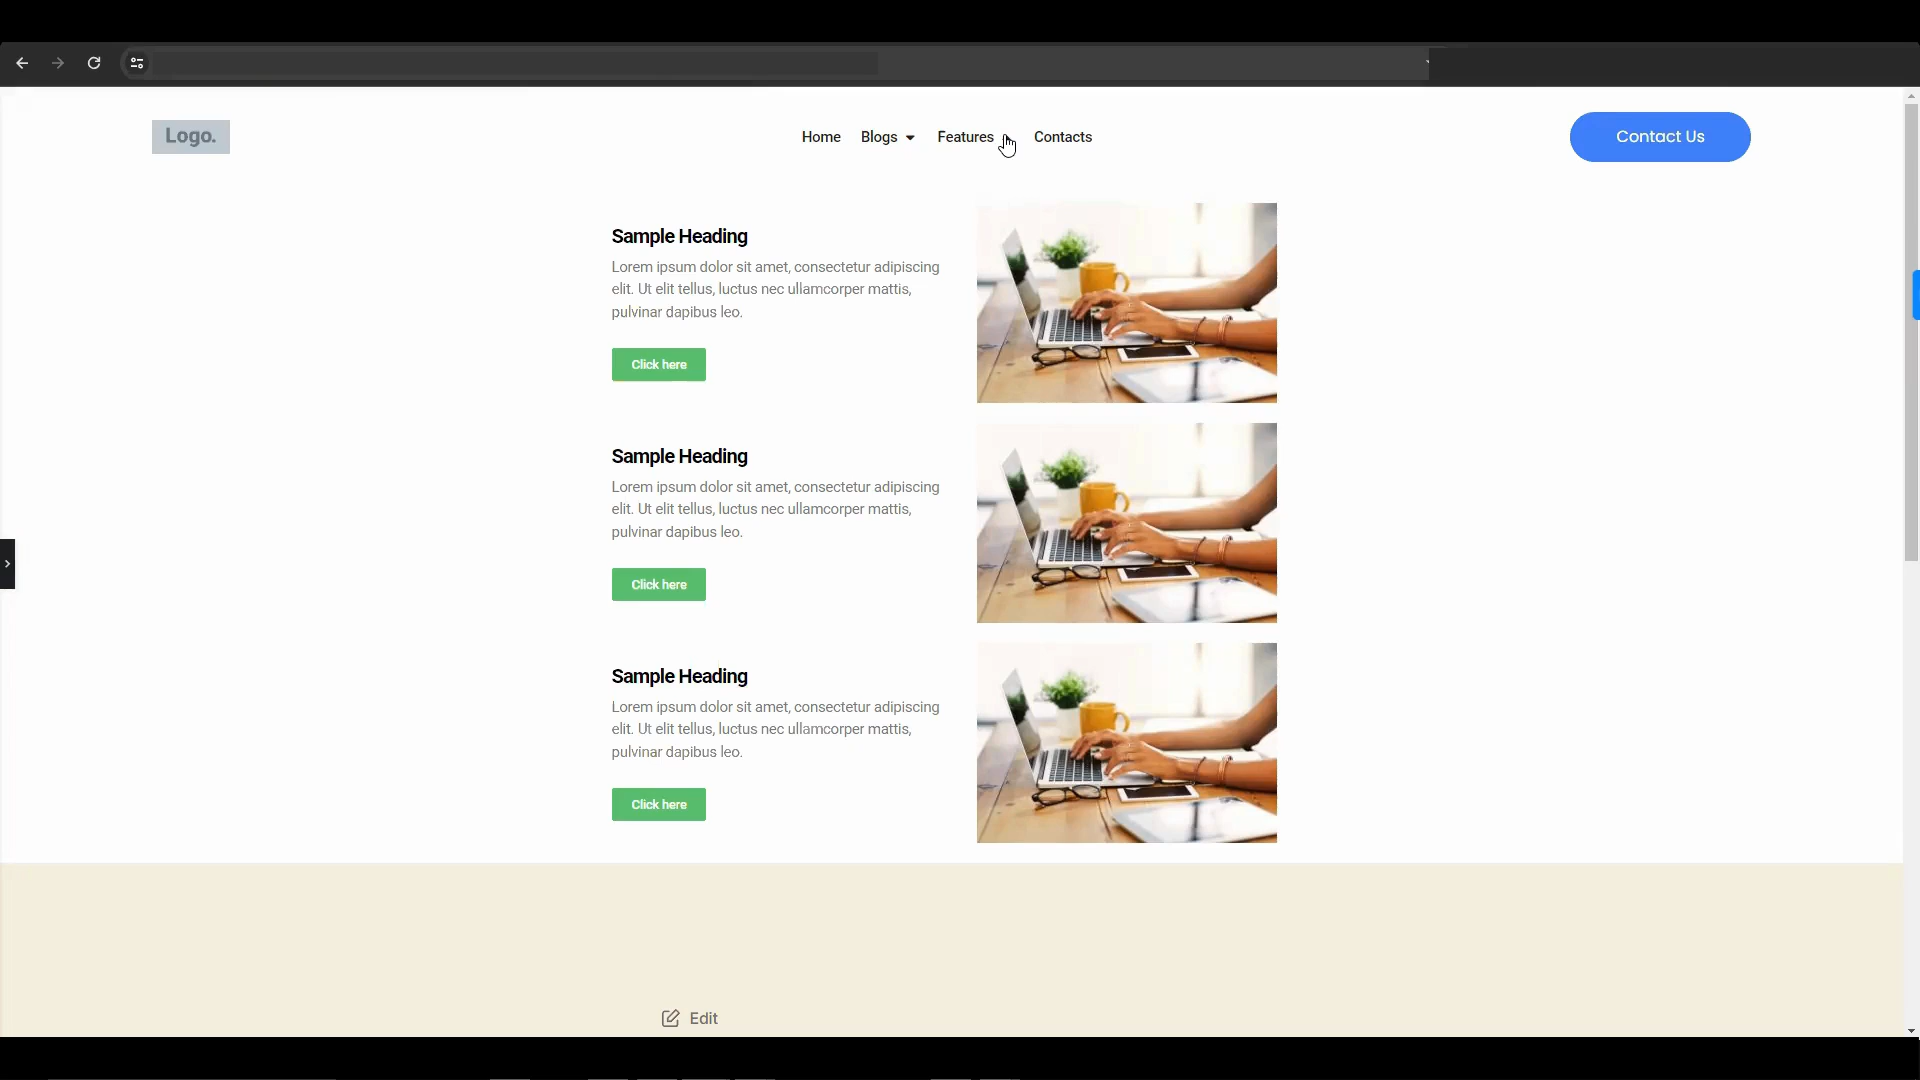 Logo.
Home Blogs Features Contacts
Contact Us
Sample Heading
Lorem ipsum dolor sit amet, consectetur adipiscing
elit. Ut elit tellus, luctus nec ullamcorper mattis,
pulvinar dapibus leo.
Click here
Sample Heading
Lorem ipsum dolor sit amet, consectetur adipiscing
elit. Ut elit tellus, luctus nec ullamcorper mattis,
pulvinar dapibus leo.
Click here
Sample Heading
Lorem ipsum dolor sit amet, consectetur adipiscing
elit. Ut elit tellus, luctus nec ullamcorper mattis,
pulvinar dapibus leo.
Click here
Edit